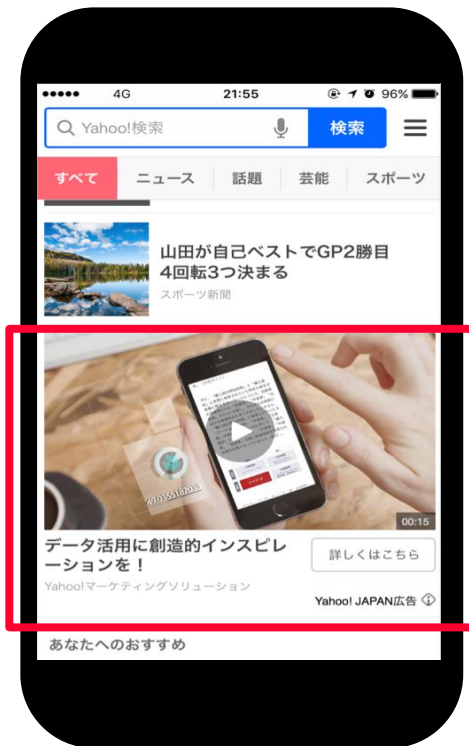 4G 21:55 96%
Yahoo!検索 検索
すべて ニュース 話題 芸能 スポーツ
山田が自己ベストでGP2勝目
4回転3つ決まる
スポーツ新聞
00:15
データ活用に創造的インスピレ
ーションを！
詳しくはこちら
Yahoo!マーケティングソリューション
Yahoo! JAPAN広告
あなたへのおすすめ